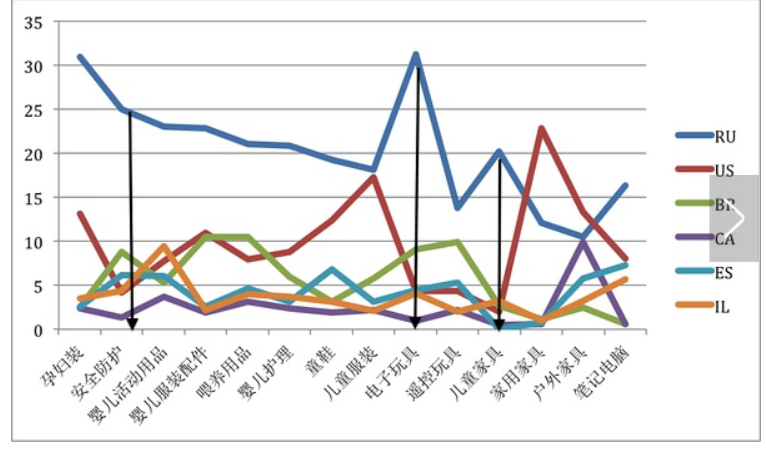 35
30
25
20
15
10
5
0
孕妇装
安全防护
婴儿活动用品
婴儿服装配件
喂养用品
婴儿护理
童鞋
儿童服装
电子玩具
遥控玩具
儿童家具
家用家具
户外家具
笔记电脑
RU
US
BR
CA
ES
IL